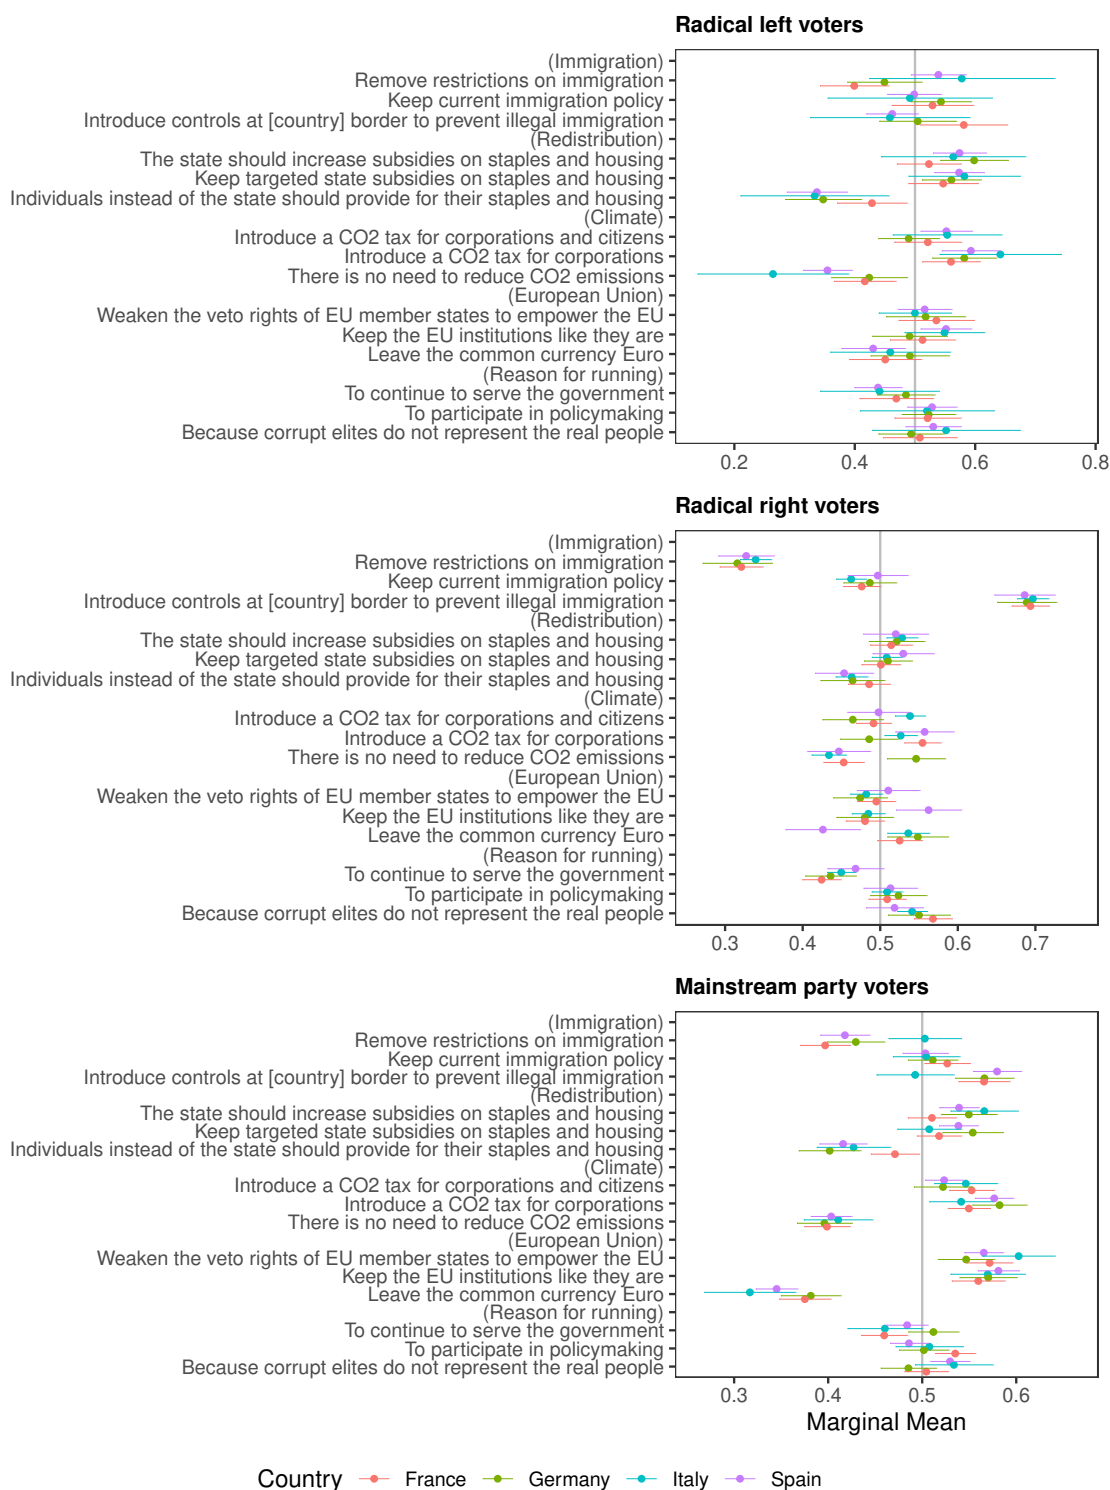 Radical left voters
(Immigration)
Remove restrictions on immigration
Keep current immigration policy
Introduce controls at [country] border to prevent illegal immigration
(Redistribution)
The state should increase subsidies on staples and housing
Keep targeted state subsidies on staples and housing
Individuals instead of the state should provide for their staples and housing
(Climate)
Introduce a CO2 tax for corporations and citizens
Introduce a CO2 tax for corporations
There is no need to reduce CO2 emissions
(European Union)
Weaken the veto rights of EU member states to empower the EU
Keep the EU institutions like they are
Leave the common currency Euro
(Reason for running)
To continue to serve the government
To participate in policymaking
Because corrupt elites do not represent the real people
0.2 0.4 0.6 0.8
Radical right voters
(Immigration)
Remove restrictions on immigration
Keep current immigration policy
Introduce controls at [country] border to prevent illegal immigration
(Redistribution)
The state should increase subsidies on staples and housing
Keep targeted state subsidies on staples and housing
Individuals instead of the state should provide for their staples and housing
(Climate)
Introduce a CO2 tax for corporations and citizens
Introduce a CO2 tax for corporations
There is no need to reduce CO2 emissions
(European Union)
Weaken the veto rights of EU member states to empower the EU
Keep the EU institutions like they are
Leave the common currency Euro
(Reason for running)
To continue to serve the government
To participate in policymaking
Because corrupt elites do not represent the real people
0.3 0.4 0.5 0.6 0.7
Mainstream party voters
(Immigration)
Remove restrictions on immigration
Keep current immigration policy
Introduce controls at [country] border to prevent illegal immigration
(Redistribution)
The state should increase subsidies on staples and housing
Keep targeted state subsidies on staples and housing
Individuals instead of the state should provide for their staples and housing
(Climate)
Introduce a CO2 tax for corporations and citizens
Introduce a CO2 tax for corporations
There is no need to reduce CO2 emissions
(European Union)
Weaken the veto rights of EU member states to empower the EU
Keep the EU institutions like they are
Leave the common currency Euro
(Reason for running)
To continue to serve the government
To participate in policymaking
Because corrupt elites do not represent the real people
0.3 0.4 0.5 0.6
Marginal Mean
Country France Germany Italy Spain